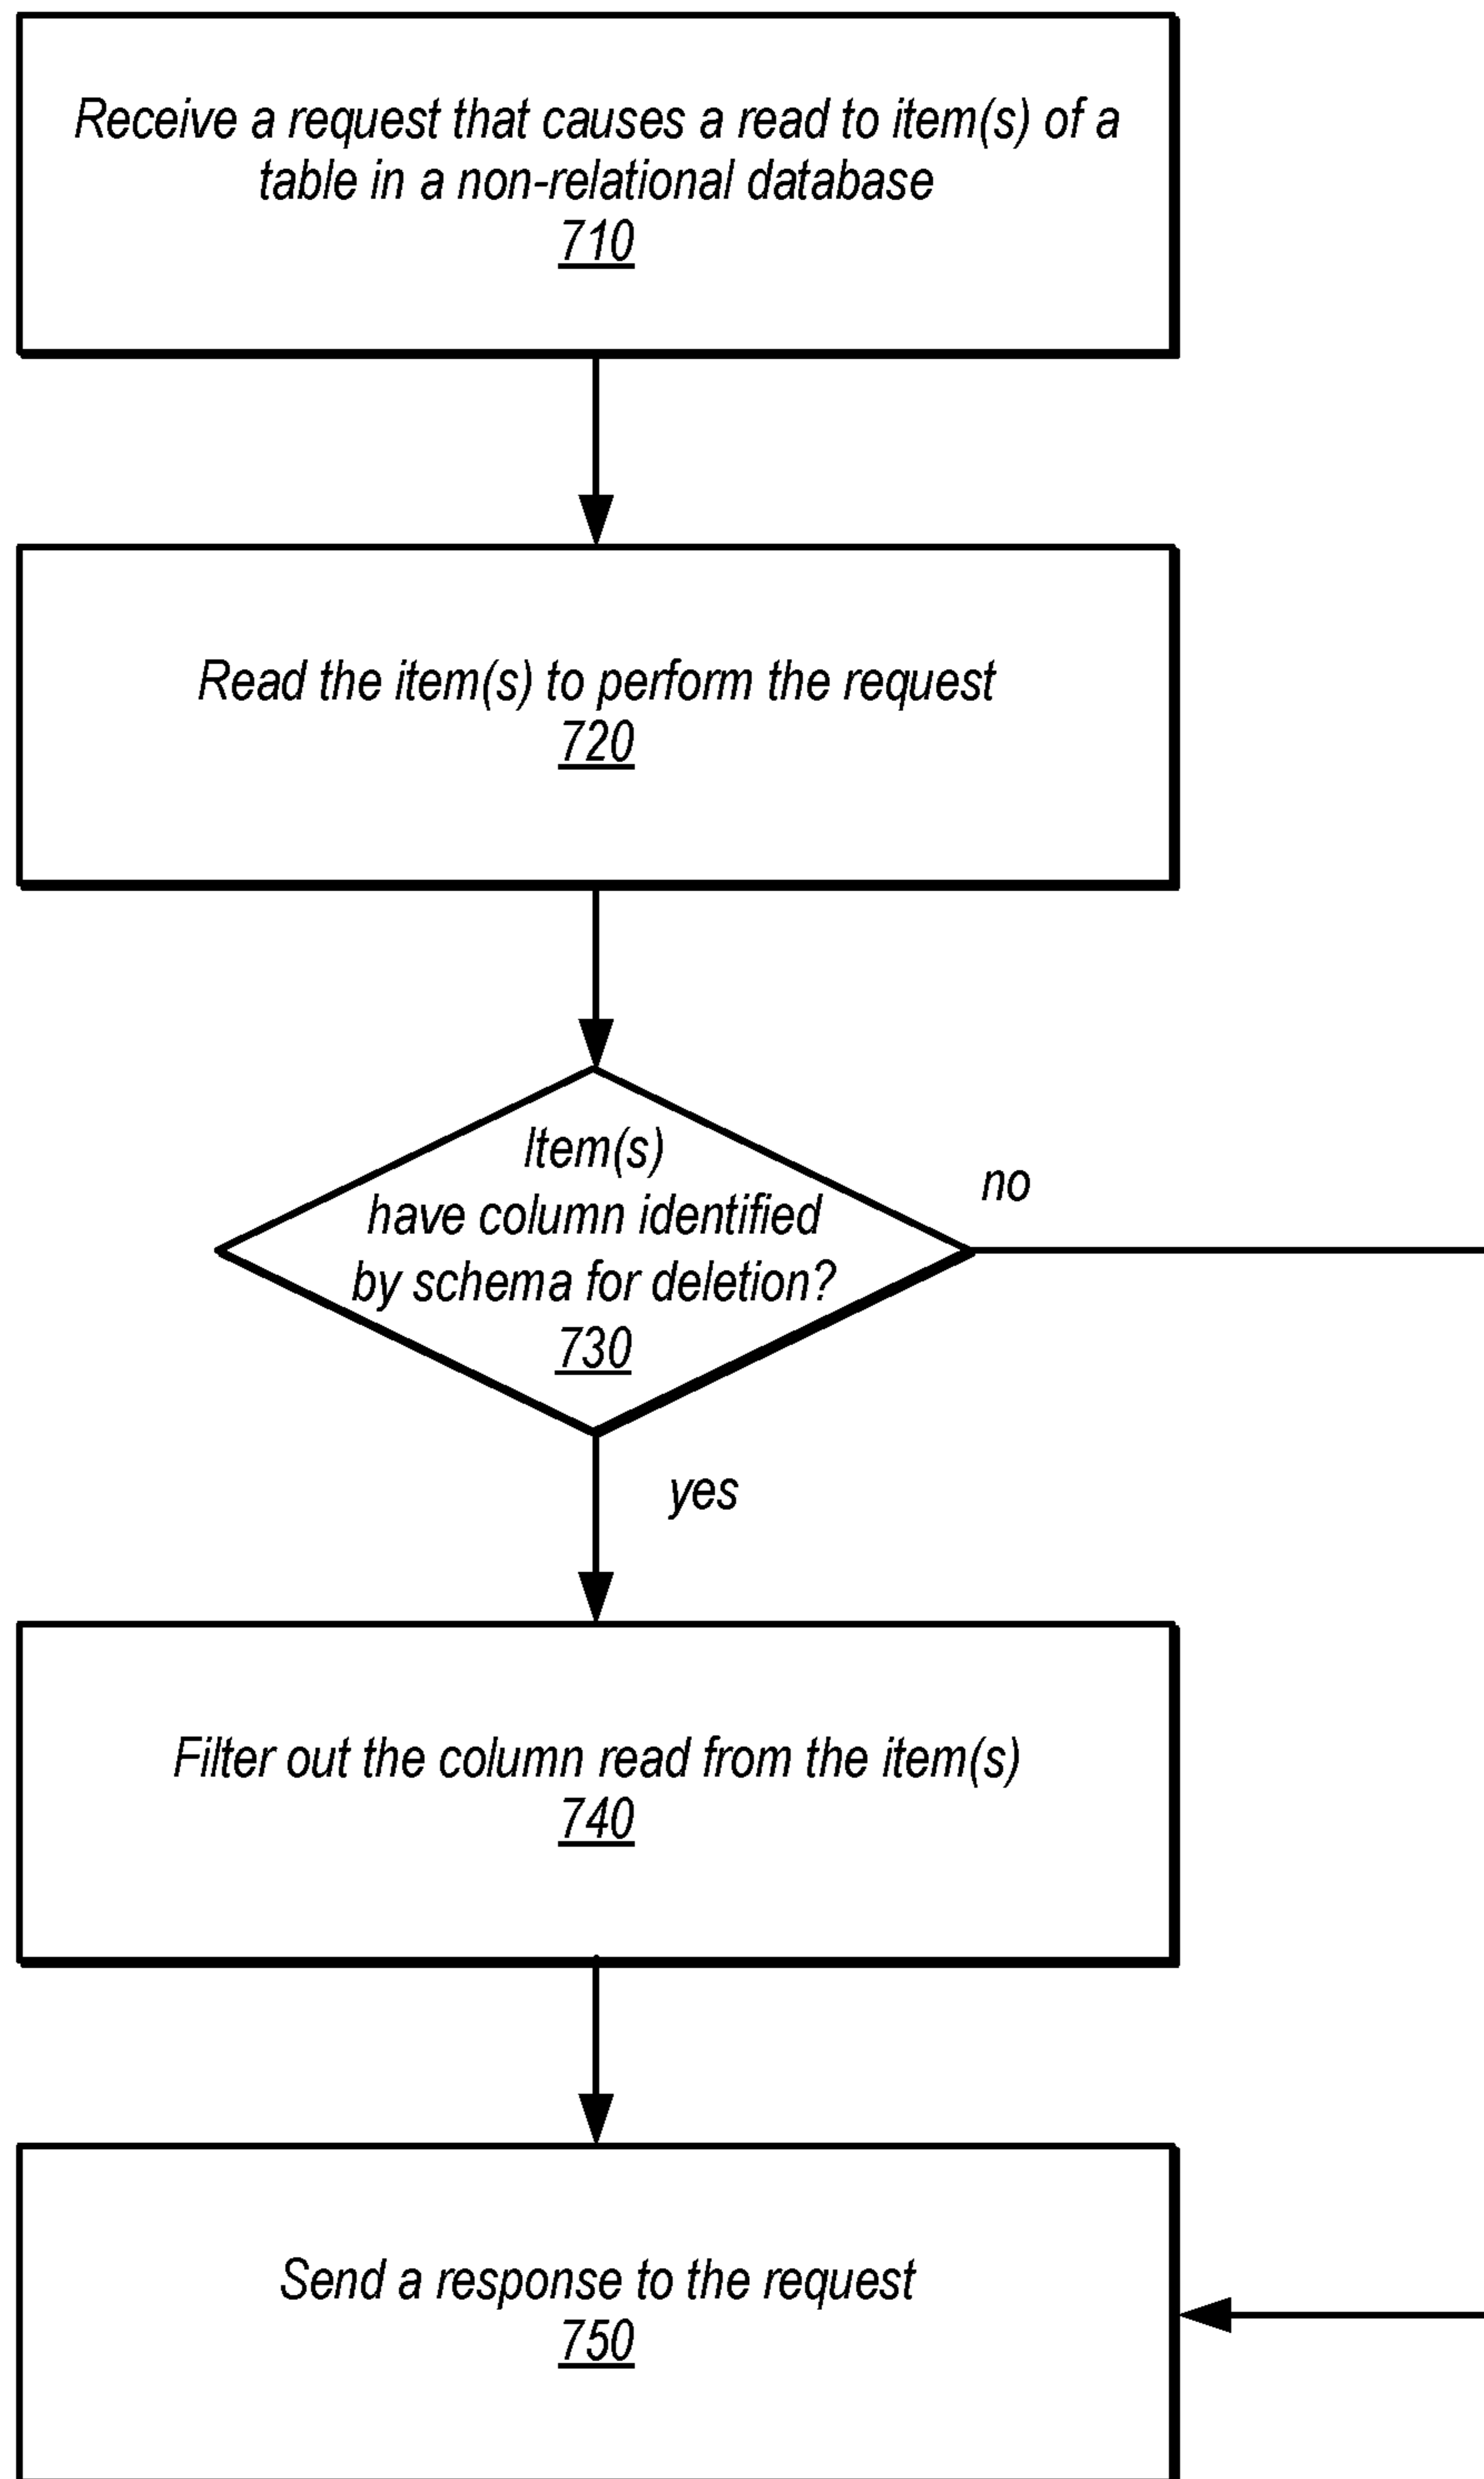 Receive a request that causes a read to item(s) of a
table in a non-relational database
710
Read the item(s) to perform the request
720
Item(s)
have column identified
by schema for deletion?
730
no
yes
Filter out the column read from the item(s)
740
Send a response to the request
750